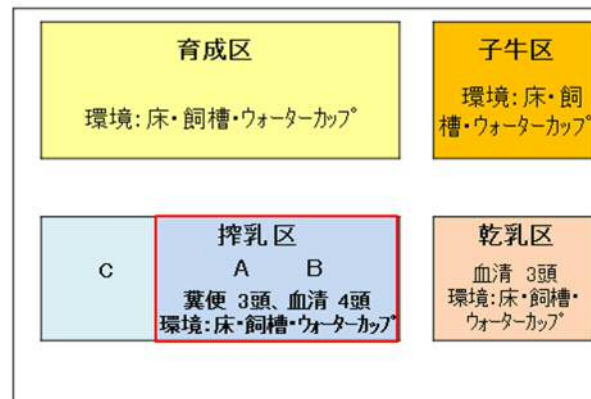 育成区
環境:床・飼槽・ウォーターカップ
子牛区
環境:床・飼
槽・ウォーターカップ
C
搾乳区
A B
糞便 3頭、血清 4頭
環境:床・飼槽・ウォーターカップ
乾乳区
血清 3頭
環境:床・飼槽・
ウォーターカップ